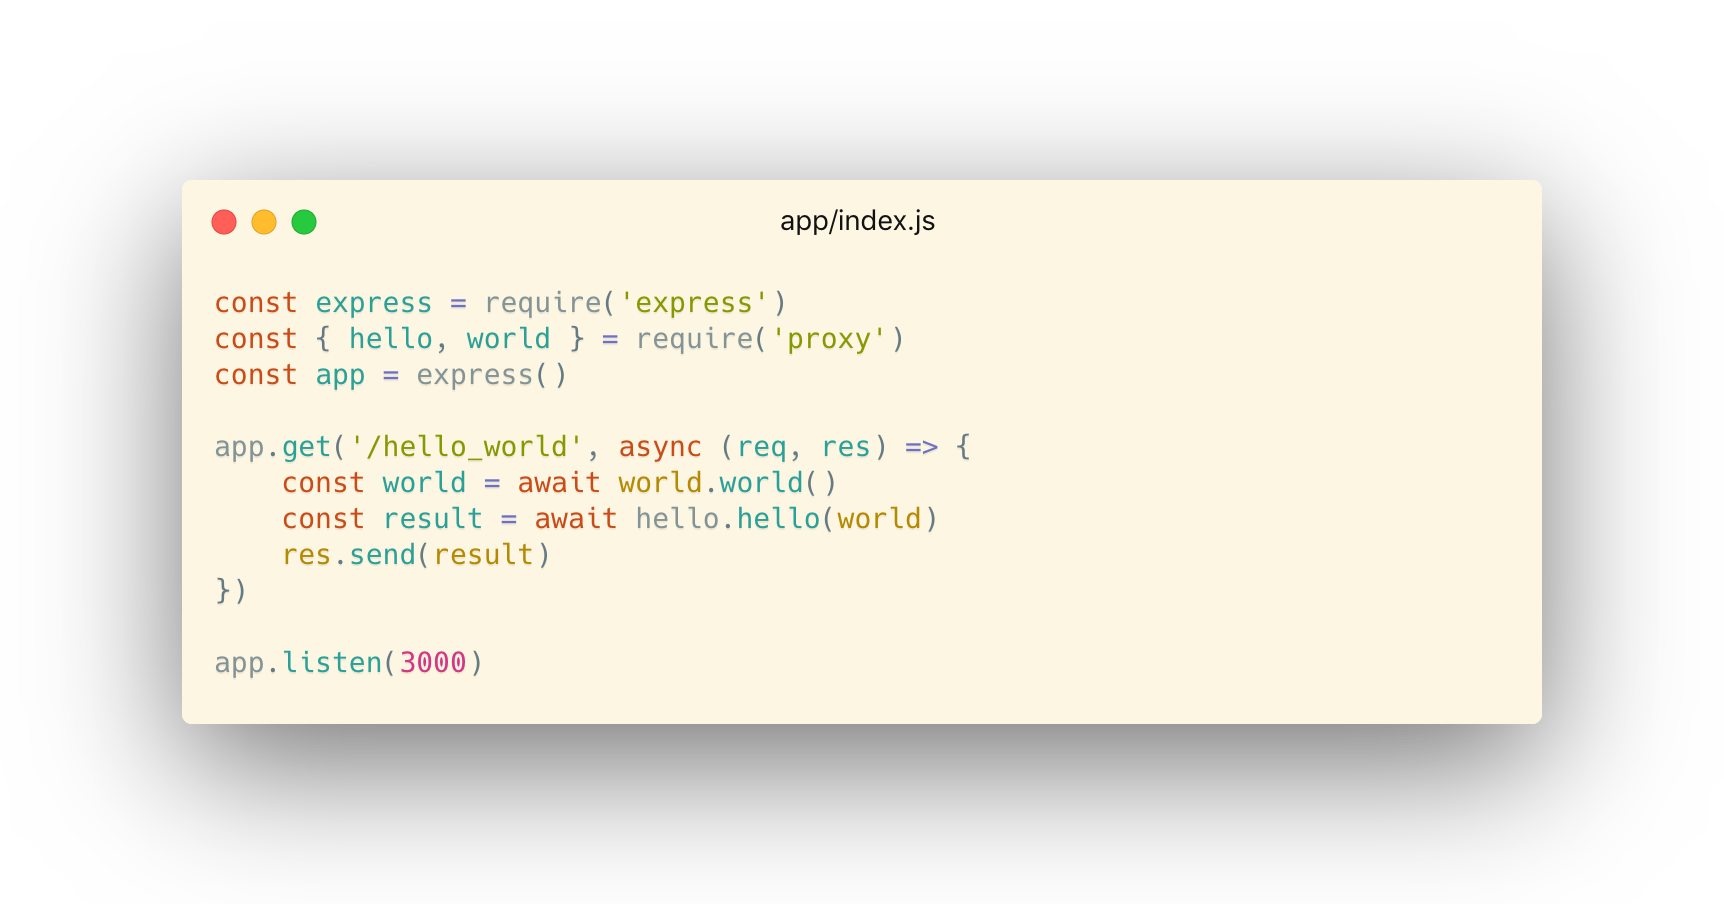 app/index.js
const express = require('express')
const { hello, world } = require('proxy')
const app = express()
app.get('/hello_world', async (req, res) => {
    const world = await world.world()
    const result = await hello.hello(world)
    res.send(result)
})
app.listen(3000)